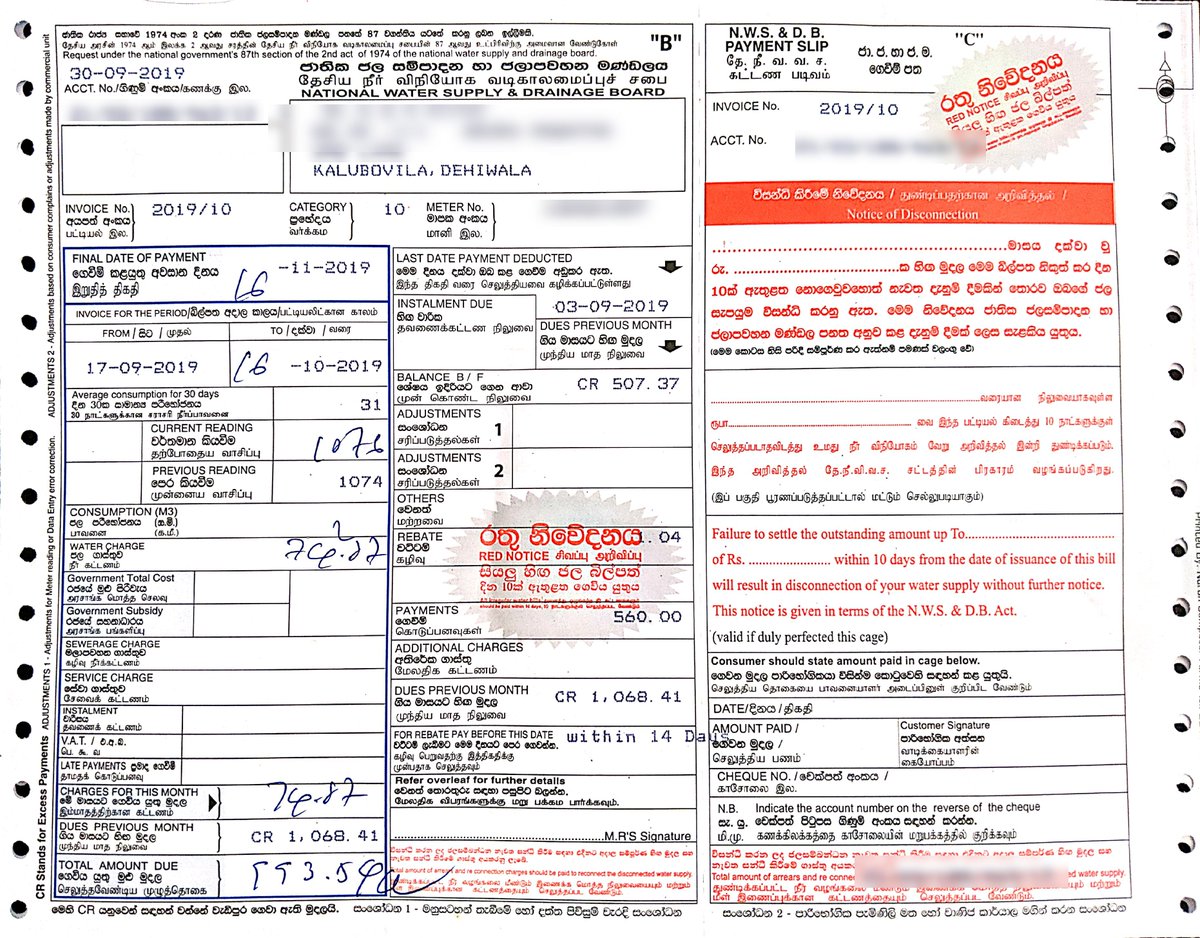 ජාතික රාජ්‍ය සභාවේ 1974 අංක 2 දරණ ජාතික ජලසම්පාදන මණ්ඩල පනතේ 87 වගන්තිය යටතේ කරනු ලබන ඉල්ලීමයි.
Request under the national government's 87th section of the 2nd act of 1974 of the national water supply and drainage board.
"B"
30-09-2019
ජාතික ජල සම්පාදන හා ජලාපවහන මණ්ඩලය
ACCT. No./ගිණුම් අංකය/கணக்கு இல.
தேசிய நீர் விநியோக வடிகாலமைப்புச் சபை
NATIONAL WATER SUPPLY & DRAINAGE BOARD
KALUBOVILA, DEHIWALA
INVOICE No.
අයපත් අංකය
பட்டியல் இல.
2019/10
CATEGORY
ප්‍රභේදය
வர்க்கம்
10
METER No.
මාපක අංකය
மானி இல.
FINAL DATE OF PAYMENT
ගෙවීම් කළයුතු අවසාන දිනය
இறுதித் திகதி
16 -11-2019
INVOICE FOR THE PERIOD/බිල්පත අදාල කාලය/பட்டியலிட்கான காலம்
FROM / සිට / முதல்
TO / දක්වා / வரை
17-09-2019
16 -10-2019
Average consumption for 30 days
දින 30ක සාමාන්‍ය පරිභෝජනය
30 நாட்களுக்கான சராசரி நீர்ப்பாவனை
31
CURRENT READING
වර්තමාන කියවීම
தற்போதைய வாசிப்பு
1076
PREVIOUS READING
පෙර කියවීම
முன்னைய வாசிப்பு
1074
CONSUMPTION (M3)
ජල පරිභෝජනය (ඝ.මී.)
பாவனை (க.மி.)
2
WATER CHARGE
ජල ගාස්තුව
நீர் கட்டணம்
74.87
Government Total Cost
රජයේ මුළු පිරිවැය
அரசாங்க மொத்த செலவு
Government Subsidy
රජයේ සහනාධාරය
அரசாங்க பங்களிப்பு
SEWERAGE CHARGE
මලාපවහන ගාස්තුව
கழிவு நீர்க்கட்டணம்
SERVICE CHARGE
සේවා ගාස්තුව
சேவைக் கட்டணம்
INSTALMENT
වාරිකය
தவணைக் கட்டணம்
V.A.T. / එ.අ.බ.
பெ. கூ. வ
LATE PAYMENTS ප්‍රමාද ගෙවීම්
தாமதக் கொடுப்பனவு
CHARGES FOR THIS MONTH
මේ මාසයට ගෙවිය යුතු මුදල
இம்மாதத்திற்கான கட்டணம்
74.87
DUES PREVIOUS MONTH
ගිය මාසයට හිඟ මුදල
முந்திய மாத நிலுவை
CR 1,068.41
TOTAL AMOUNT DUE
ගෙවිය යුතු මුළු මුදල
செலுத்தவேண்டிய முழுத்தொகை
993.54
LAST DATE PAYMENT DEDUCTED
මෙම දිනය දක්වා ඔබ කළ ගෙවීම් අඩුකර ඇත.
இந்த திகதி வரை செலுத்தியவை கழிக்கப்பட்டுள்ளது
INSTALMENT DUE
හිඟ වාරික
தவணைக்கட்டண நிலுவை
03-09-2019
DUES PREVIOUS MONTH
ගිය මාසයට හිඟ මුදල
முந்திய மாத நிலுவை
BALANCE B / F
ශේෂය ඉදිරියට ගෙන ආවා
முன் கொண்ட நிலுவை
CR 507.37
ADJUSTMENTS
සංශෝධන 1
சரிப்படுத்தல்கள்
ADJUSTMENTS
සංශෝධන 2
சரிப்படுத்தல்கள்
OTHERS
වෙනත්
மற்றவை
REBATE
වට්ටම්
கழிவு
1.04
රතු නිවේදනය
RED NOTICE சிவப்பு அறிவிப்பு
සියලු හිඟ ජල බිල්පත්
දින 10ක් ඇතුළත ගෙවිය යුතුය
PAYMENTS
ගෙවීම්
கொடுப்பனவுகள்
560.00
ADDITIONAL CHARGES
අතිරේක ගාස්තු
மேலதிக கட்டணம்
DUES PREVIOUS MONTH
ගිය මාසයට හිඟ මුදල
முந்திய மாத நிலுவை
CR 1,068.41
FOR REBATE PAY BEFORE THIS DATE
වට්ටම් ලැබීමට මෙම දිනයට පෙර ගෙවන්න.
கழிவு பெறுவதற்கு இத்திகதிக்கு
முன்பதாக செலுத்தவும்
within 14 Days
Refer overleaf for further details
වෙනත් තොරතුරු සඳහා පසුපිට බලන්න.
மேலதிக விபரங்களுக்கு மறு பக்கம் பார்க்கவும்.
M.R'S Signature
Total amount of arrears and re connection charges should be paid to reconnect the disconnected water supply.
මෙහි CR යනුවෙන් සඳහන් වන්නේ වැඩිපුර ගෙවා ඇති මුදලයි.
සංශෝධන 1 - මනුසටහන් තැබීමේ හෝ දත්ත පිවිසුම් වැරදි සංශෝධන
CR Stands for Excess Payments ADJUSTMENTS 1 - Adjustments for Meter reading or Data Entry error correction. ADJUSTMENTS 2 - Adjustments based on consumer complains or adjustments made by commercial unit
N.W.S. & D. B.
PAYMENT SLIP
தே. நீ. வ. ச.
கட்டண படிவம்
ජා. ජ. හා ජ. ම.
ගෙවීම් පත
"C"
රතු නිවේදනය
RED NOTICE சிவப்பு அறிவிப்பு
සියලු හිඟ ජල බිල්පත්
දින 10ක් ඇතුළත ගෙවිය යුතුය
INVOICE No.
2019/10
ACCT. No.
විසන්ධි කිරීමේ නිවේදනය / துண்டிப்பதற்கான அறிவித்தல் /
Notice of Disconnection
මාසය දක්වා වූ
රු. ක හිඟ මුදල මෙම බිල්පත නිකුත් කර දින
10ක් ඇතුළත නොගෙවුවහොත් නැවත දැනුම් දීමකින් තොරව ඔබගේ ජල
සැපයුම විසන්ධි කරනු ඇත. මෙම නිවේදනය ජාතික ජලසම්පාදන හා
ජලාපවහන මණ්ඩල පනත අනුව කළ දැනුම් දීමක් ලෙස සැළකිය යුතුය.
(මෙම කොටස නිසි පරිදි සම්පූර්ණ කර ඇත්නම් පමණක් වලංගු වේ)
வரையான நிலுவையாகவுள்ள
ரூபா. வை இந்த பட்டியல் கிடைத்து 10 நாட்களுக்குள்
செலுத்தப்படாதவிடத்து உமது நீர் விநியோகம் வேறு அறிவித்தல் இன்றி துண்டிக்கப்படும்.
இந்த அறிவித்தல் தே.நீ.வி.வ.ச. சட்டத்தின் பிரகாரம் வழங்கப்படுகிறது.
(இப் பகுதி பூரணப்படுத்தப்பட்டால் மட்டும் செல்லுபடியாகும்)
Failure to settle the outstanding amount up To
of Rs. within 10 days from the date of issuance of this bill
will result in disconnection of your water supply without further notice.
This notice is given in terms of the N.W.S. & D.B. Act.
(valid if duly perfected this cage)
Consumer should state amount paid in cage below.
ගෙවන මුදල පාරිභෝගිකයා විසින්ම කොටුවෙහි සඳහන් කළ යුතුයි.
செலுத்திய தொகையை பாவனையாளர் அடைப்பினுள் குறிப்பிட வேண்டும்
DATE/දිනය / திகதி
AMOUNT PAID /
ගෙවන මුදල /
செலுத்திய பணம்
Customer Signature
පාරිභෝගික අත්සන
வாடிக்கையாளரின்
கையொப்பம்
CHEQUE NO. /චෙක්පත් අංකය /
காசோலை இல.
N.B. Indicate the account number on the reverse of the cheque
සැ. යු. චෙක්පත් පිටුපස ගිණුම් අංකය සඳහන් කරන්න.
மி.மு. கணக்கிலக்கத்தை காசோலையின் மறுபக்கத்தில் குறிக்கவும்
Total amount of arrears and re conn
සංශෝධන 2 - පාරිභෝගික පැමිණිලි මත හෝ වාණිජ කාර්යාල මගින් කරන සංශෝධන